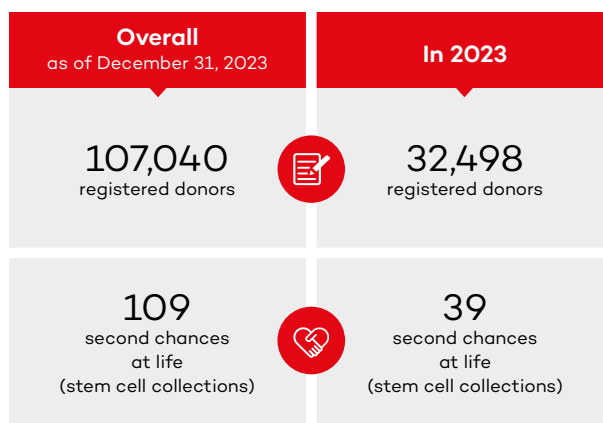 Overall
as of December 31, 2023
In 2023
107,040
registered donors
32,498
registered donors
109
second chances
at life
(stem cell collections)
39
second chances
at life
(stem cell collections)